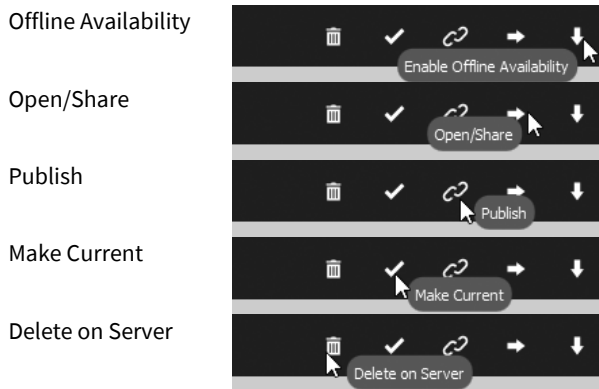 Offline Availability
Enable Offline Availability
Open/Share
Open/Share
Publish
Publish
Make Current
Make Current
Delete on Server
Delete on Server